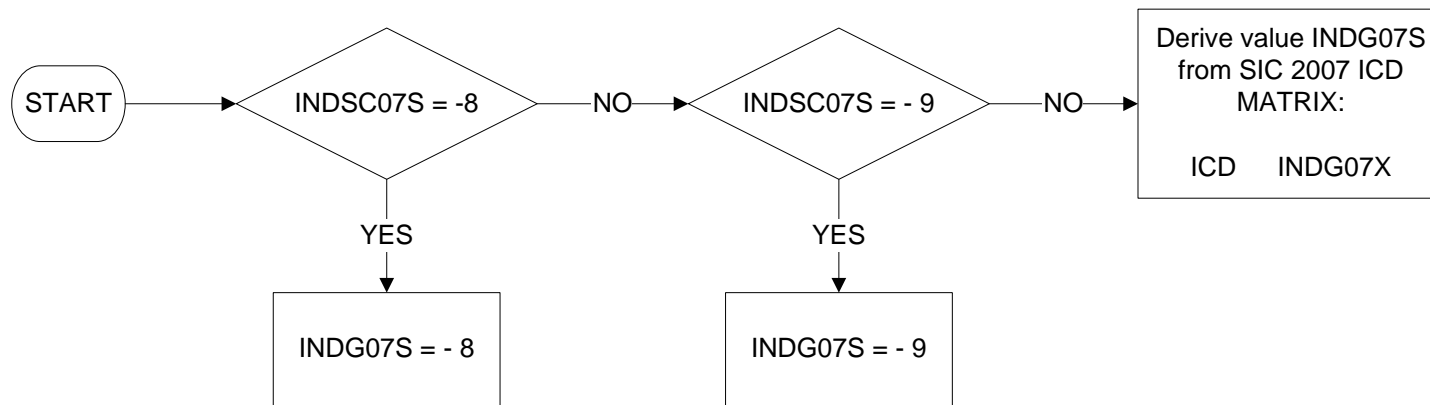 START
INDSC07S = -8
NO
INDSC07S = - 9
NO
Derive value INDG07S
from SIC 2007 ICD
MATRIX:
ICD INDG07X
YES
YES
INDG07S = - 8
INDG07S = - 9